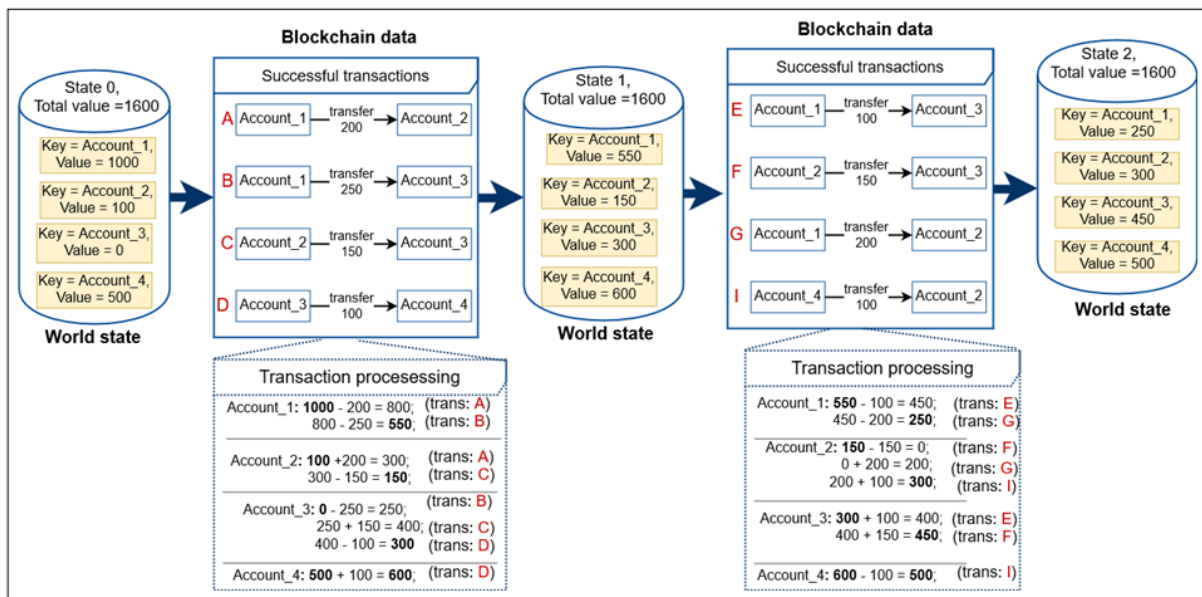 Blockchain data
Blockchain data
State 0,
Total value =1600
Key = Account_1,
Value = 1000
Key = Account_2,
Value = 100
Key = Account_3,
Value = 0
Key = Account_4,
Value = 500
World state
Successful transactions
A Account_1 transfer 200 Account_2
B Account_1 transfer 250 Account_3
C Account_2 transfer 150 Account_3
D Account_3 transfer 100 Account_4
Transaction procesessing
Account_1: 1000 - 200 = 800; (trans: A)
800 - 250 = 550; (trans: B)
Account_2: 100 +200 = 300; (trans: A)
300 - 150 = 150; (trans: C)
Account_3: 0 - 250 = 250; (trans: B)
250 + 150 = 400; (trans: C)
400 - 100 = 300 (trans: D)
Account_4: 500 + 100 = 600; (trans: D)
State 1,
Total value =1600
Key = Account_1,
Value = 550
Key = Account_2,
Value = 150
Key = Account_3,
Value = 300
Key = Account_4,
Value = 600
World state
Successful transactions
E Account_1 transfer 100 Account_3
F Account_2 transfer 150 Account_3
G Account_1 transfer 200 Account_2
I Account_4 transfer 100 Account_2
Transaction processing
Account_1: 550 - 100 = 450; (trans: E)
450 - 200 = 250; (trans: G)
Account_2: 150 - 150 = 0; (trans: F)
0 + 200 = 200; (trans: G)
200 + 100 = 300; (trans: I)
Account_3: 300 + 100 = 400; (trans: E)
400 + 150 = 450; (trans: F)
Account_4: 600 - 100 = 500; (trans: I)
State 2,
Total value =1600
Key = Account_1,
Value = 250
Key = Account_2,
Value = 300
Key = Account_3,
Value = 450
Key = Account_4,
Value = 500
World state